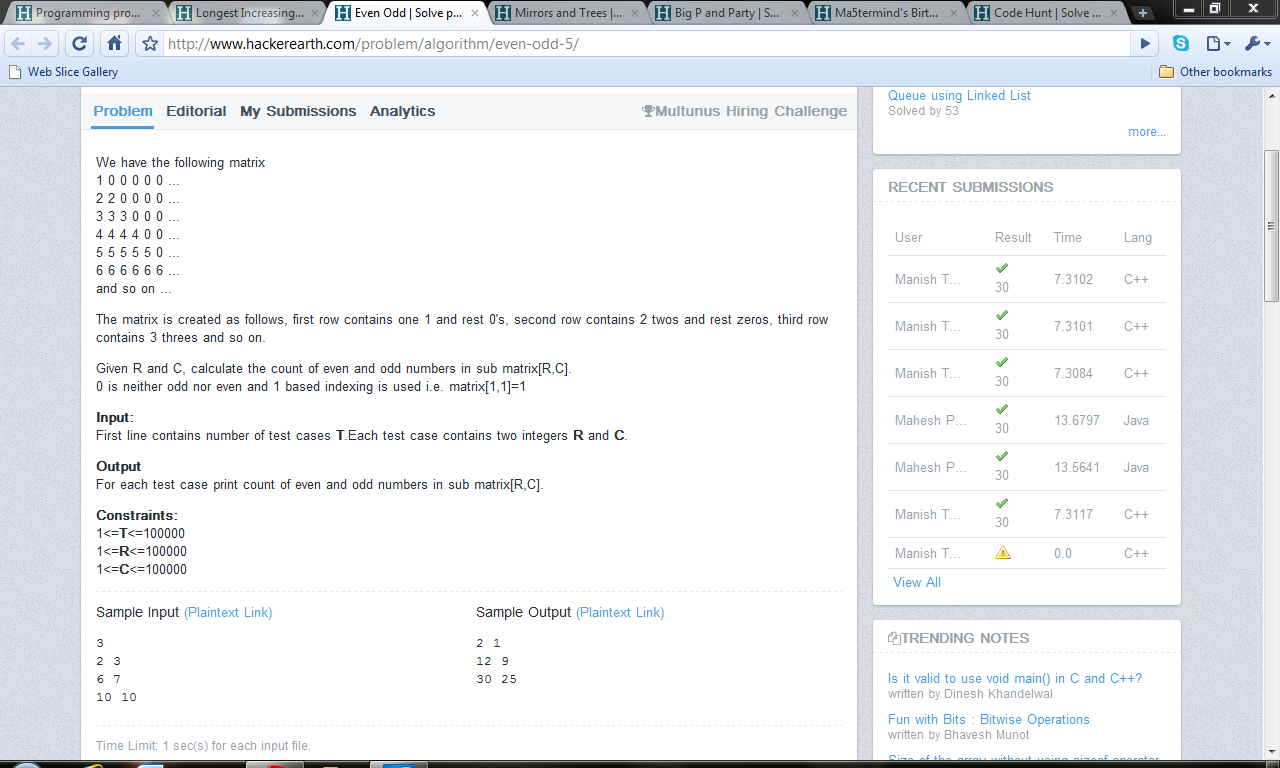 Programming pro...
Longest Increasing...
Even Odd | Solve p...
Mirrors and Trees |...
Big P and Party | S...
Ma5termind's Birt...
Code Hunt | Solve ...
http://www.hackerearth.com/problem/algorithm/even-odd-5/
Web Slice Gallery
Other bookmarks
Problem Editorial My Submissions Analytics Multunus Hiring Challenge
We have the following matrix
1 0 0 0 0 0 ...
2 2 0 0 0 0 ...
3 3 3 0 0 0 ...
4 4 4 4 0 0 ...
5 5 5 5 5 0 ...
6 6 6 6 6 6 ...
and so on ...
The matrix is created as follows, first row contains one 1 and rest 0's, second row contains 2 twos and rest zeros, third row
contains 3 threes and so on.
Given R and C, calculate the count of even and odd numbers in sub matrix[R,C].
0 is neither odd nor even and 1 based indexing is used i.e. matrix[1,1]=1
Input:
First line contains number of test cases T.Each test case contains two integers R and C.
Output
For each test case print count of even and odd numbers in sub matrix[R,C].
Constraints:
1<=T<=100000
1<=R<=100000
1<=C<=100000
Sample Input (Plaintext Link)
3
2 3
6 7
10 10
Sample Output (Plaintext Link)
2 1
12 9
30 25
Time Limit: 1 sec(s) for each input file.
Queue using Linked List
Solved by 53
more...
RECENT SUBMISSIONS
User Result Time Lang
Manish T... 30 7.3102 C++
Manish T... 30 7.3101 C++
Manish T... 30 7.3084 C++
Mahesh P... 30 13.6797 Java
Mahesh P... 30 13.5641 Java
Manish T... 30 7.3117 C++
Manish T... 0.0 C++
View All
TRENDING NOTES
Is it valid to use void main() in C and C++?
written by Dinesh Khandelwal
Fun with Bits : Bitwise Operations
written by Bhavesh Munot
Size of the array without using sizeof operator